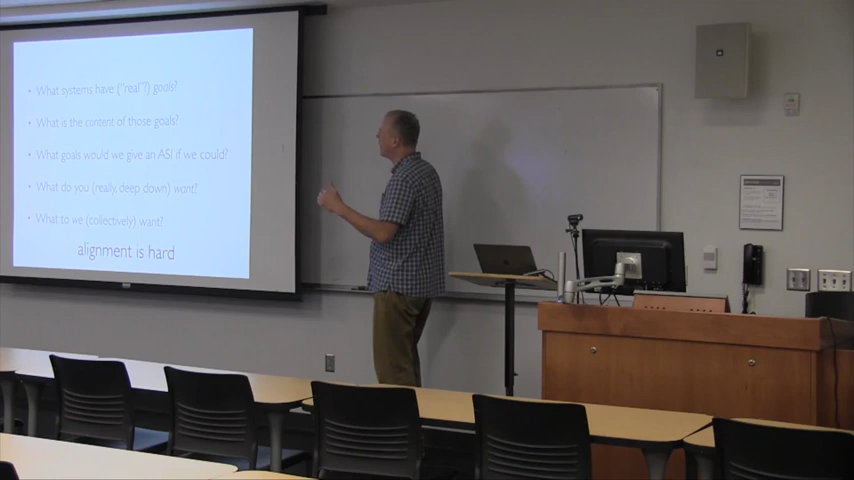 • What systems have ("real"?) goals?
• What is the content of those goals?
• What goals would we give an ASI if we could?
• What do you (really, deep down) want?
• What to we (collectively) want?
alignment is hard